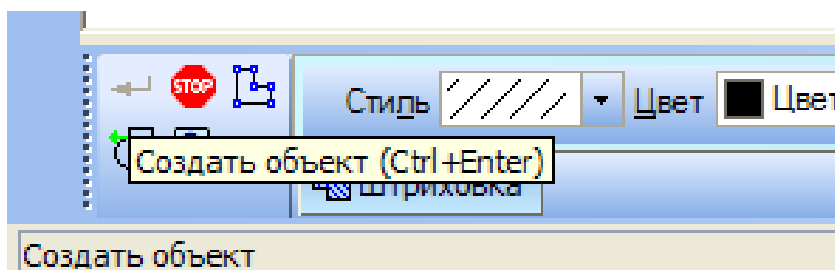 STOP
Стиль
Цвет
Цвет
Создать объект (Ctrl+Enter)
Штриховка
Создать объект